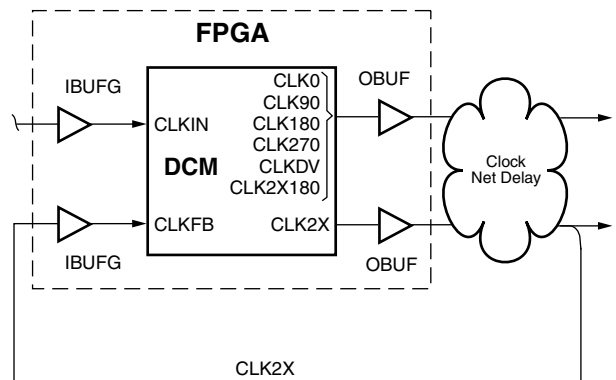 FPGA
IBUFG
CLKIN
DCM
CLK0
CLK90
CLK180
CLK270
CLKDV
CLK2X180
OBUF
Clock
Net Delay
CLKFB
CLK2X
IBUFG
OBUF
CLK2X